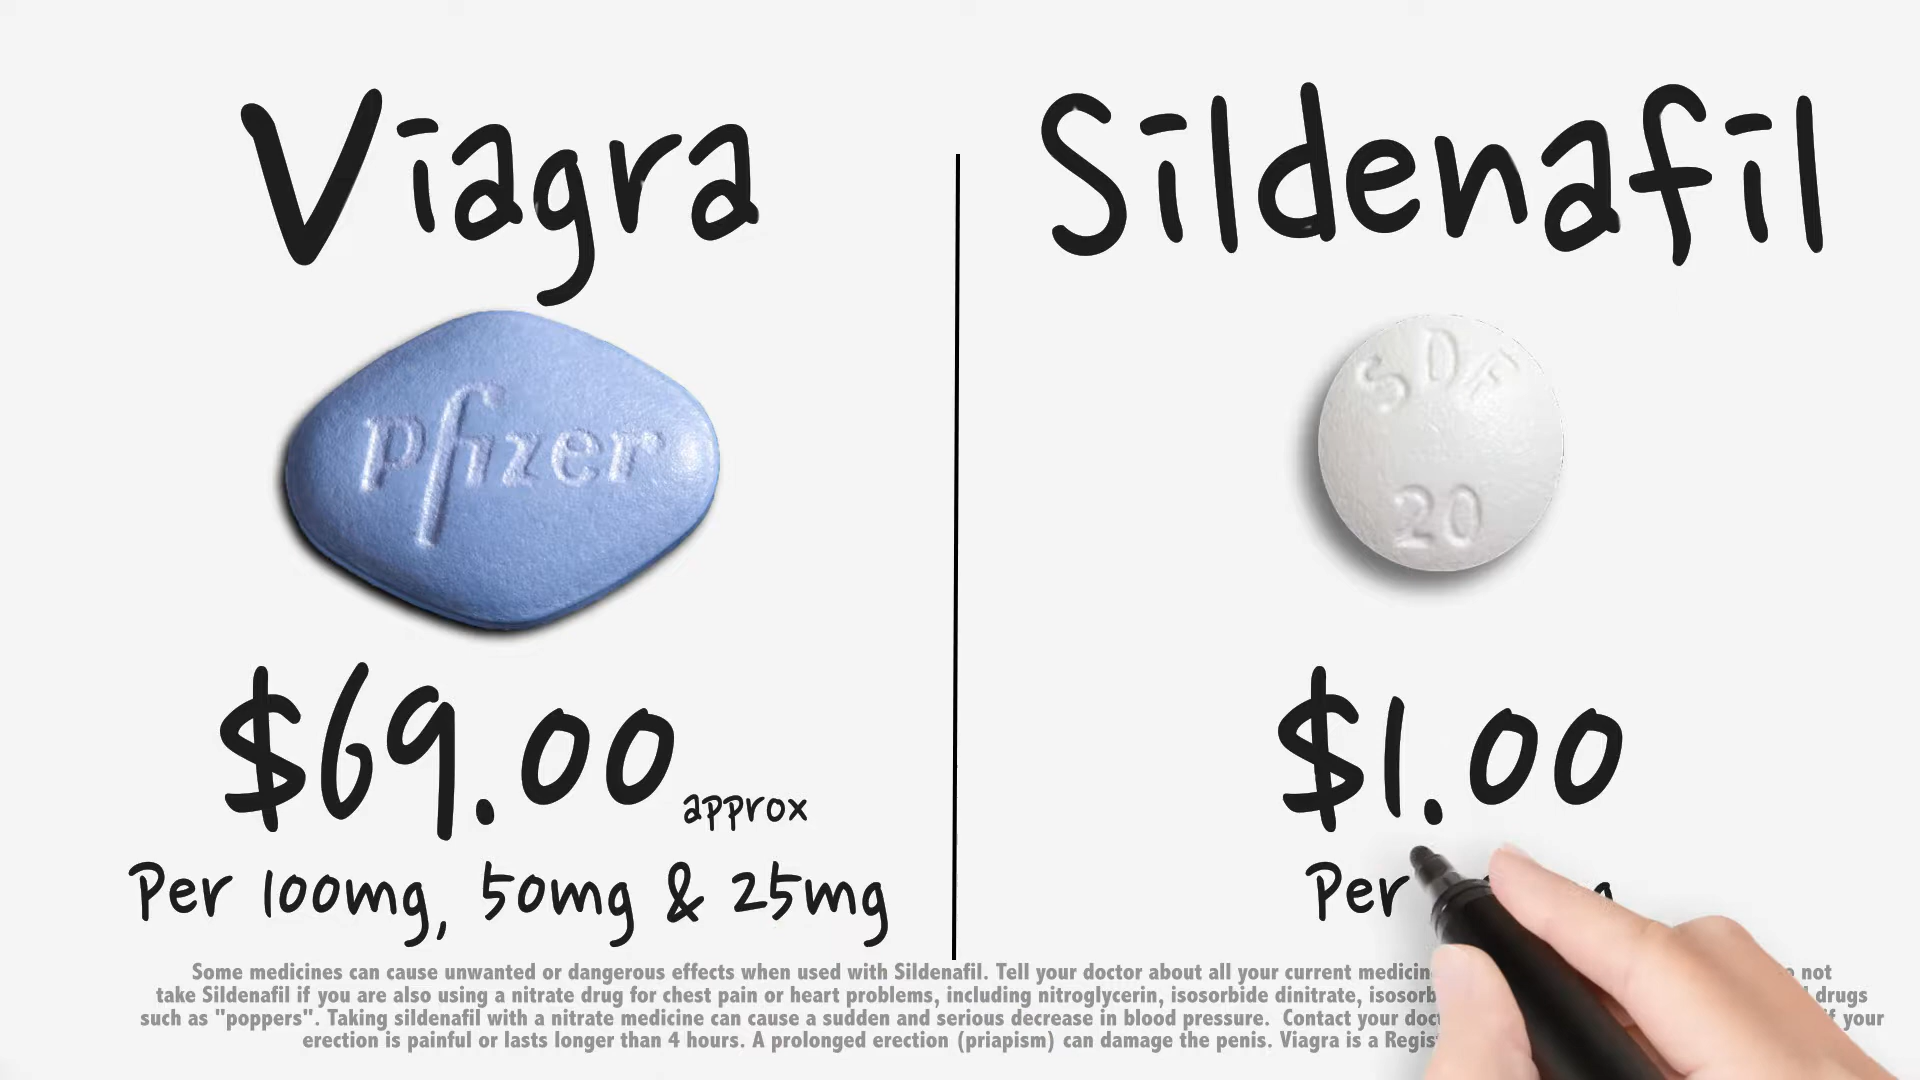 Viagra
Sildenafil
pfizer
SDF
20
$69.00 approx
$1.00
Per 100mg, 50mg & 25mg
Per
Some medicines can cause unwanted or dangerous effects when used with Sildenafil. Tell your doctor about all your current not
take Sildenafil if you are also using a nitrate drug for chest pain or heart problems, including nitroglycerin, isosorbide dinitrate, drugs
such as "poppers". Taking sildenafil with a nitrate medicine can cause a sudden and serious decrease in blood pressure. Contact your if your
erection is painful or lasts longer than 4 hours. A prolonged erection (priapism) can damage the penis. Viagra is a